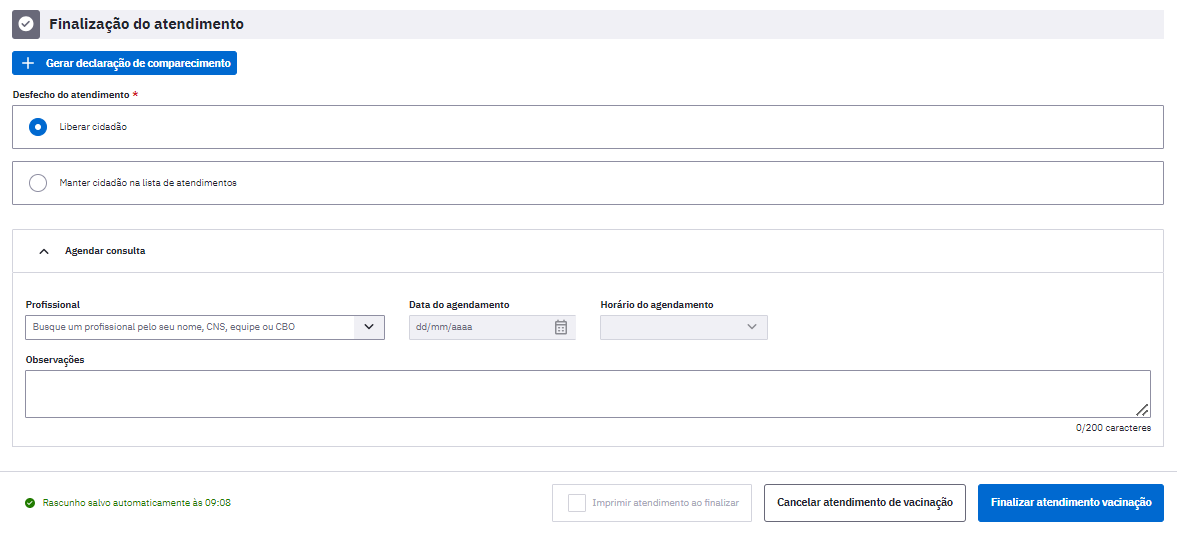 Finalização do atendimento
Gerar declaração de comparecimento
Desfecho do atendimento *
Liberar cidadão
Manter cidadão na lista de atendimentos
Agendar consulta
Profissional
Data do agendamento
Horário do agendamento
Busque um profissional pelo seu nome, CNS, equipe ou CBO
dd/mm/aaaa
Observações
0/200 caracteres
Rascunho salvo automaticamente às 09:08
Imprimir atendimento ao finalizar
Cancelar atendimento de vacinação
Finalizar atendimento vacinação